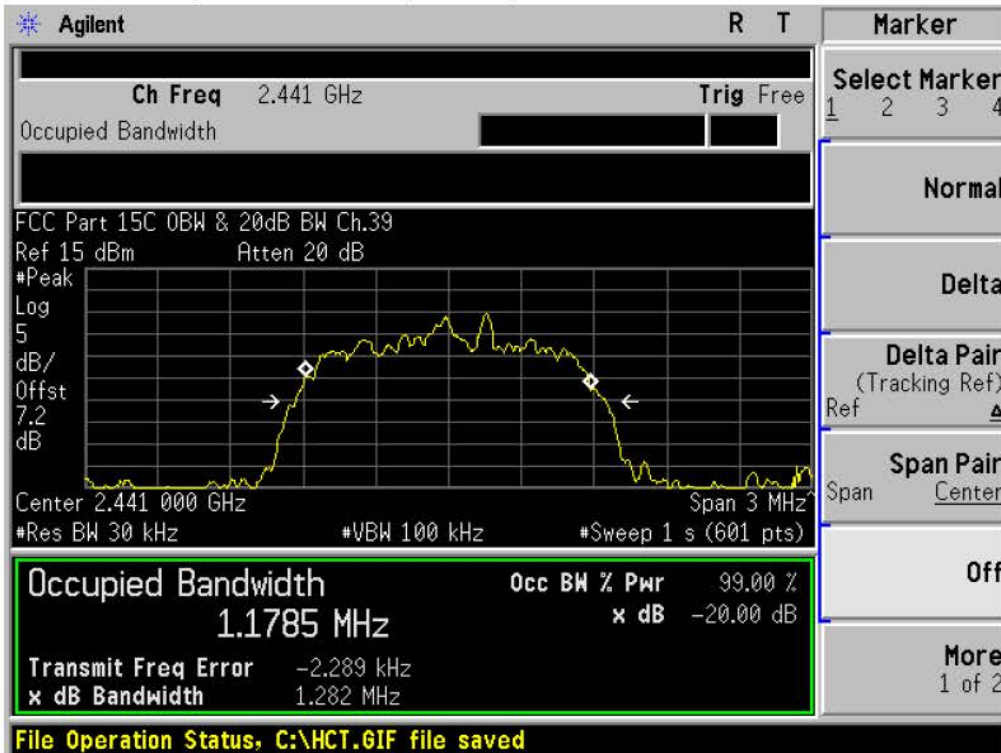 Agilent R T Marker
Ch Freq 2.441 GHz Trig Free
Occupied Bandwidth
Select Marker
1 2 3 4
Normal
Delta
Delta Pair
(Tracking Ref)
Ref Δ
Span Pair
Span Center
Off
More
1 of 2
FCC Part 15C OBW & 20dB BW Ch.39
Ref 15 dBm Atten 20 dB
#Peak
Log
5
dB/
Offst
7.2
dB
Center 2.441 000 GHz Span 3 MHz^
#Res BW 30 kHz #VBW 100 kHz #Sweep 1 s (601 pts)
Occupied Bandwidth Occ BW % Pwr 99.00 %
1.1785 MHz x dB -20.00 dB
Transmit Freq Error -2.289 kHz
x dB Bandwidth 1.282 MHz
File Operation Status, C:\HCT.GIF file saved